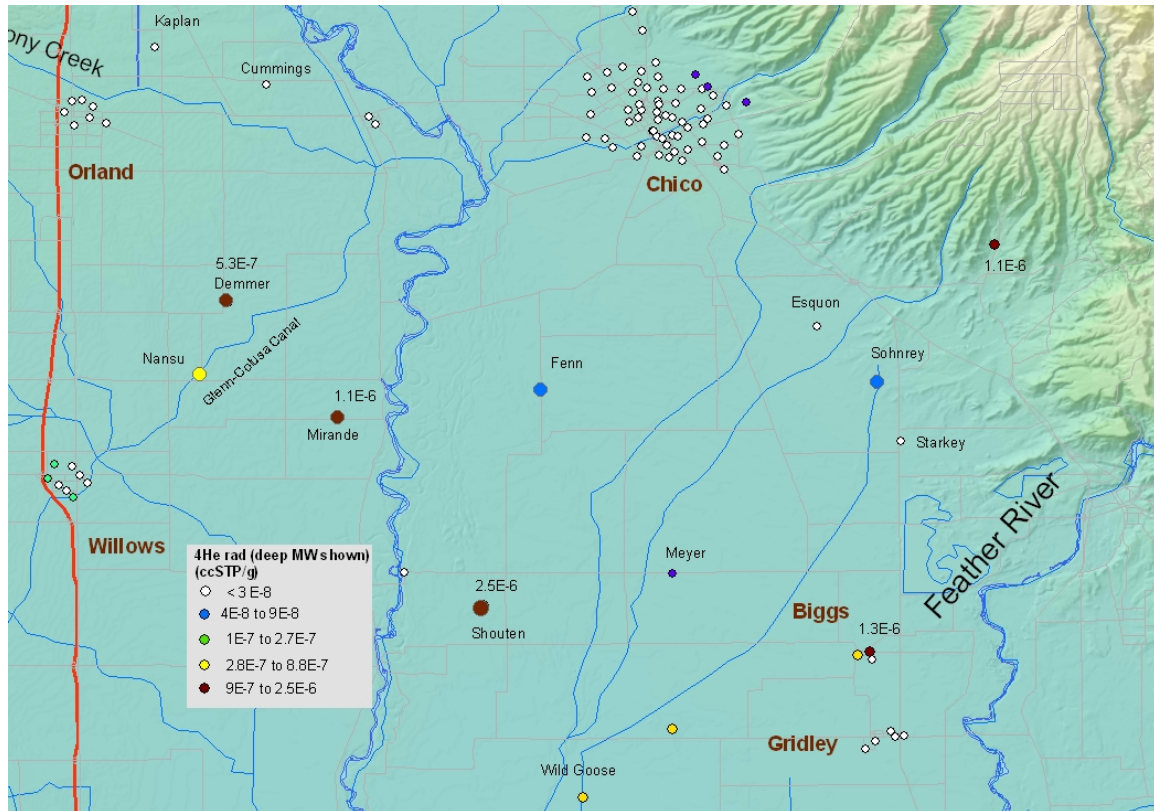 Kaplan
ony Creek
Cummings
Orland
Chico
5.3E-7
Demmer
1.1E-6
Esquon
Nansu
Glenn-Colusa Canal
Fenn
Sohnrey
1.1E-6
Mirande
Starkey
Feather River
Willows
4He rad (deep MW shown)
(ccSTP/g)
< 3 E-8
4E-8 to 9E-8
1E-7 to 2.7E-7
2.8E-7 to 8.8E-7
9E-7 to 2.5E-6
Meyer
2.5E-6
Shouten
Biggs
1.3E-6
Gridley
Wild Goose